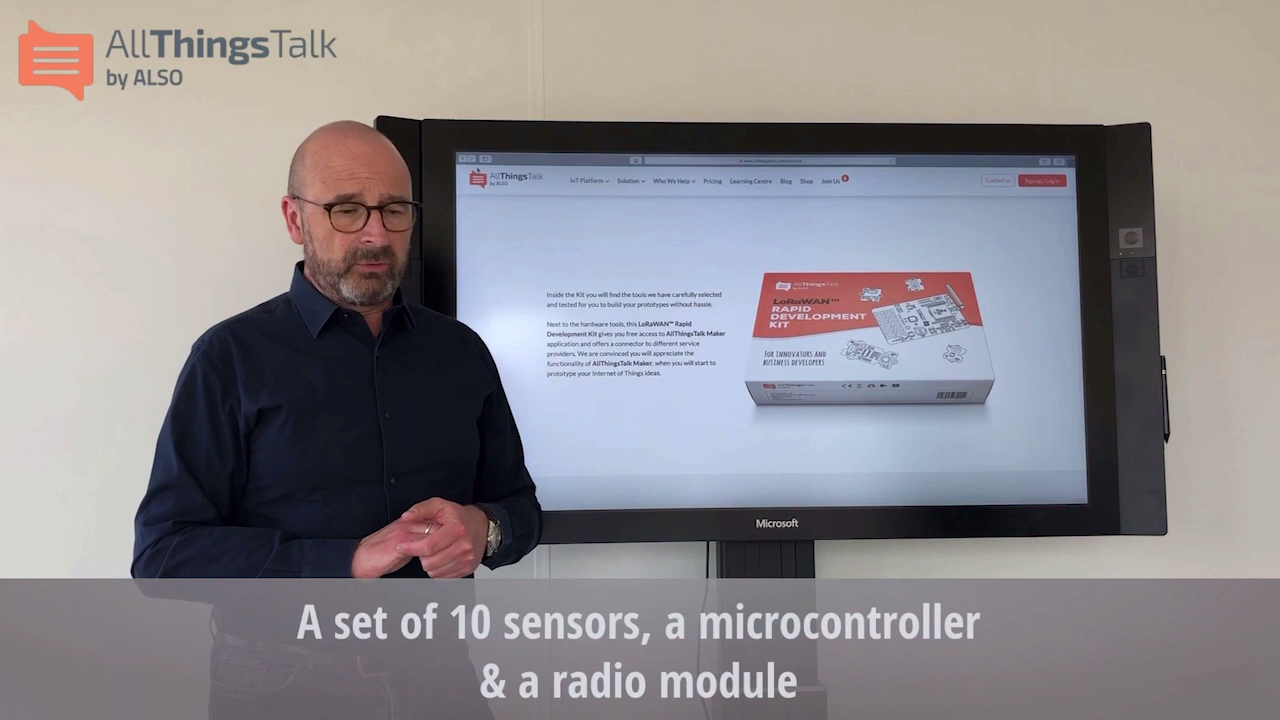 AllThingsTalk
by ALSO
AllThingsTalk
by ALSO
IoT Platform
Solution
Who We Help
Pricing
Learning Centre
Blog
Shop
Join Us
Contact us
Sign up / Log in
Inside the Kit you will find the tools we have carefully selected
and tested for you to build your prototypes without hassle.
Next to the hardware tools, this LoRaWAN™ Rapid
Development Kit gives you free access to AllThingsTalk Maker
application and offers a connector to different service
providers. We are convinced you will appreciate the
functionality of AllThingsTalk Maker, when you will start to
prototype your Internet of Things ideas.
AllThingsTalk
by ALSO
LoRaWAN™
RAPID
DEVELOPMENT
KIT
FOR INNOVATORS AND
BUSINESS DEVELOPERS
AllThingsTalk
Microsoft
A set of 10 sensors, a microcontroller
& a radio module